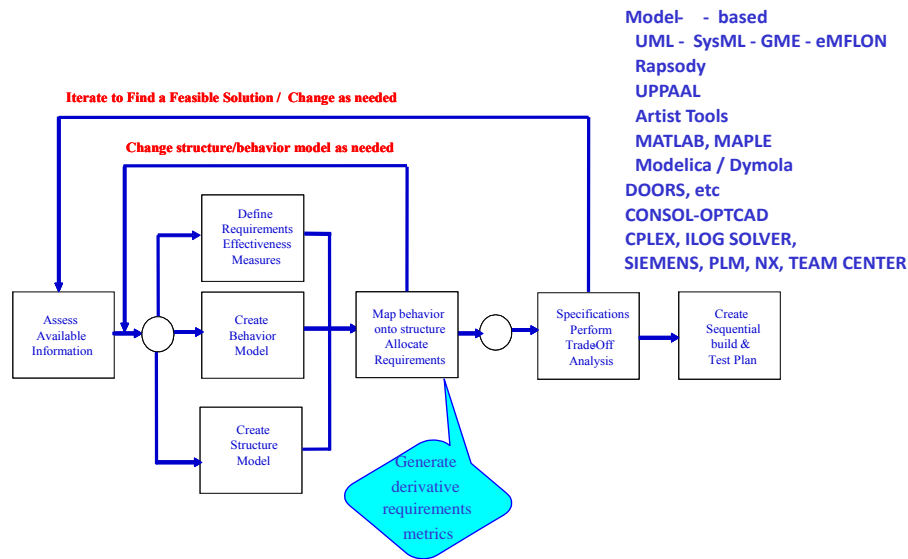 Model-  - based
UML - SysML - GME - eMFLON
Rapsody
UPPAAL
Artist Tools
MATLAB, MAPLE
Modelica / Dymola
DOORS, etc
CONSOL-OPTCAD
CPLEX, ILOG SOLVER,
SIEMENS, PLM, NX, TEAM CENTER
Iterate to Find a Feasible Solution / Change as needed
Change structure/behavior model as needed
Define
Requirements
Effectiveness
Measures
Assess
Available
Information
Create
Behavior
Model
Map behavior
onto structure
Allocate
Requirements
Specifications
Perform
Trade-Off
Analysis
Create
Sequential
build &
Test Plan
Create
Structure
Model
Generate
derivative
requirements
metrics